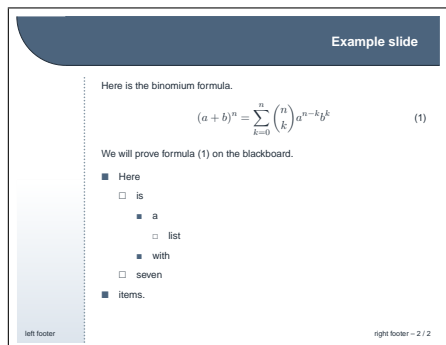 Example slide
Here is the binomium formula.
(a + b)^n = \sum_{k=0}^{n} \binom{n}{k} a^{n-k} b^k (1)
We will prove formula (1) on the blackboard.
■ Here
□ is
■ a
□ list
■ with
□ seven
■ items.
left footer
right footer – 2 / 2